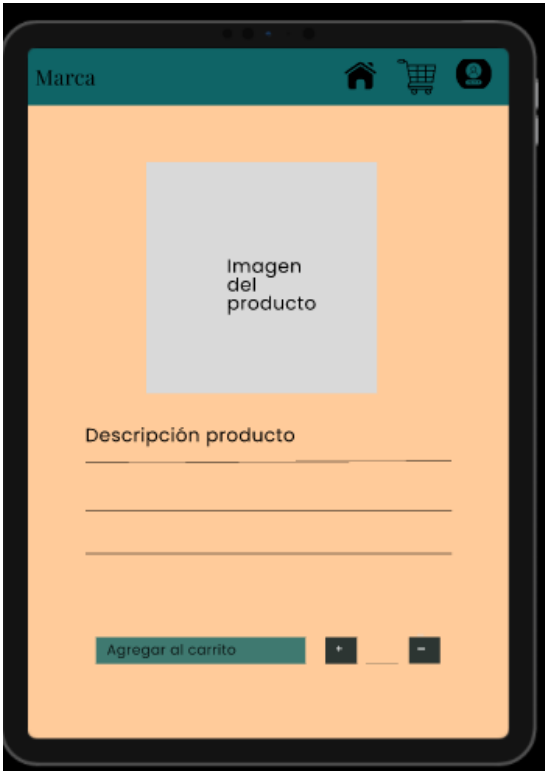 Marca
Imagen
del
producto
Descripción producto
Agregar al carrito
+
-